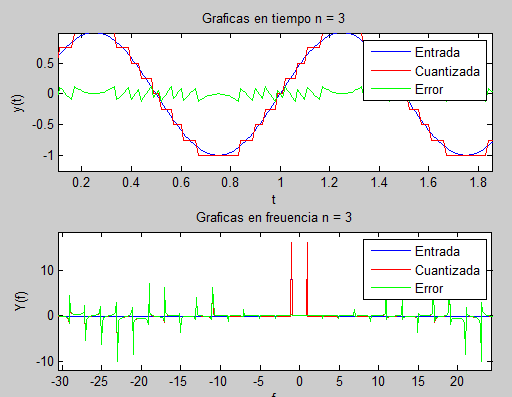 Graficas en tiempo n = 3
Entrada
Cuantizada
Error
y(t)
0.5
0
-0.5
-1
0.2
0.4
0.6
0.8
1
1.2
1.4
1.6
1.8
t
Graficas en freuencia n = 3
Entrada
Cuantizada
Error
Y(f)
10
0
-10
-30
-25
-20
-15
-10
-5
0
5
10
15
20